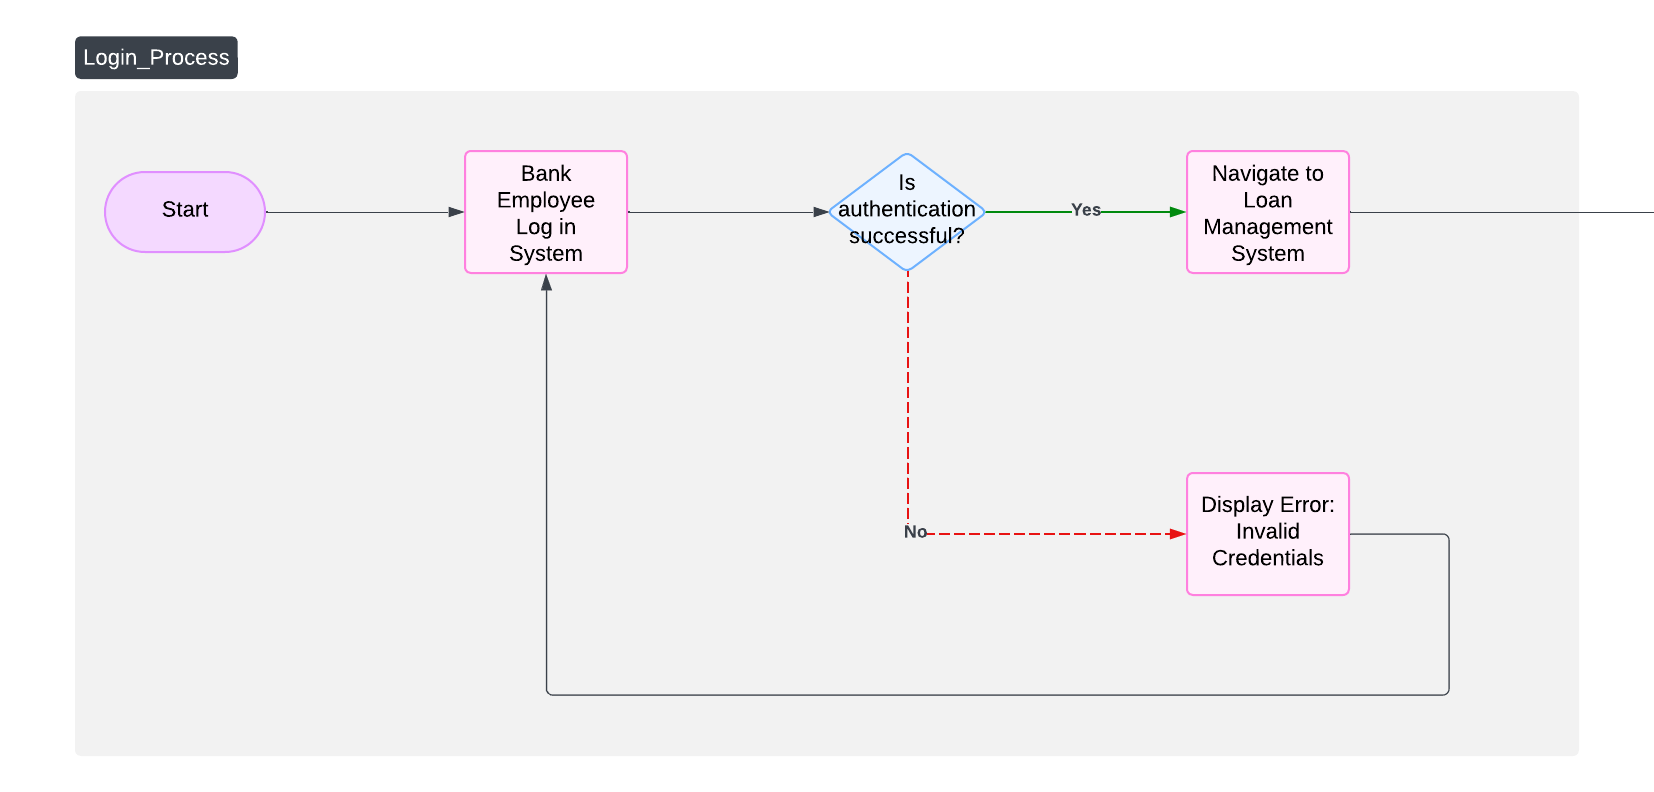 Login_Process
Start
Bank
Employee
Log in
System
Is
authentication
successful?
Yes
Navigate to
Loan
Management
System
No
Display Error:
Invalid
Credentials